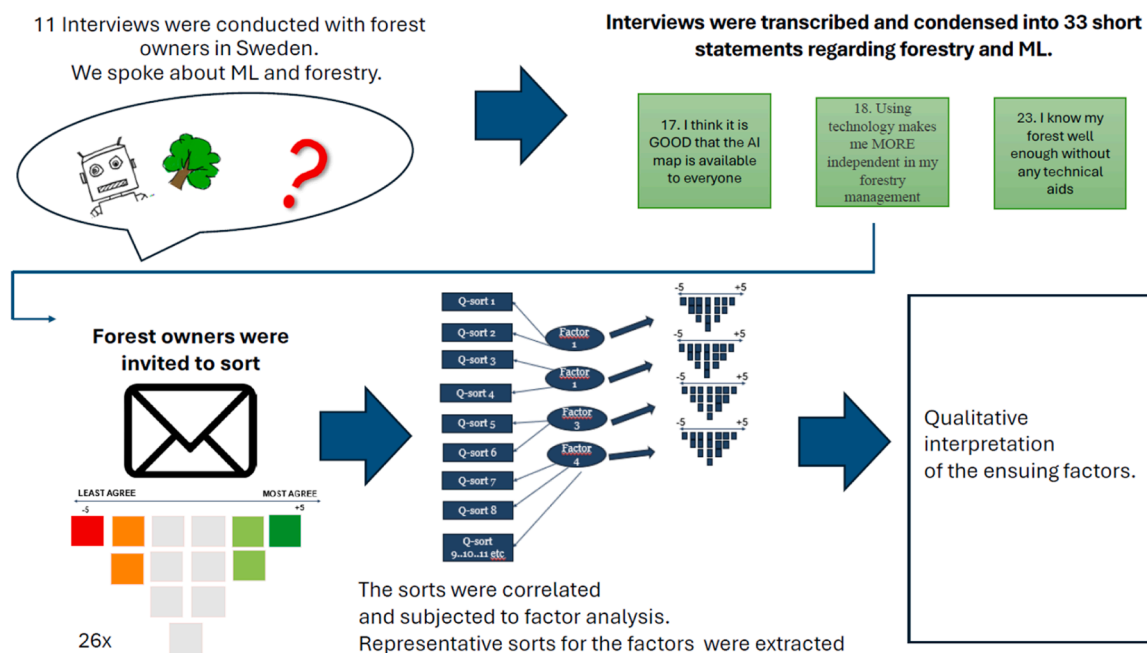 11 Interviews were conducted with forest
owners in Sweden.
We spoke about ML and forestry.
?
Interviews were transcribed and condensed into 33 short
statements regarding forestry and ML.
17. I think it is
GOOD that the AI
map is available
to everyone
18. Using
technology makes
me MORE
independent in my
forestry
management
23. I know my
forest well
enough without
any technical
aids
Forest owners were
invited to sort
LEAST AGREE
MOST AGREE
-5
+5
26x
Q-sort 1
Q-sort 2
Q-sort 3
Q-sort 4
Q-sort 5
Q-sort 6
Q-sort 7
Q-sort 8
Q-sort
9..10..11 etc
Factor
1
Factor
1
Factor
3
Factor
4
-5
+5
-5
+5
-5
+5
-5
+5
The sorts were correlated
and subjected to factor analysis.
Representative sorts for the factors were extracted
Qualitative
interpretation
of the ensuing factors.